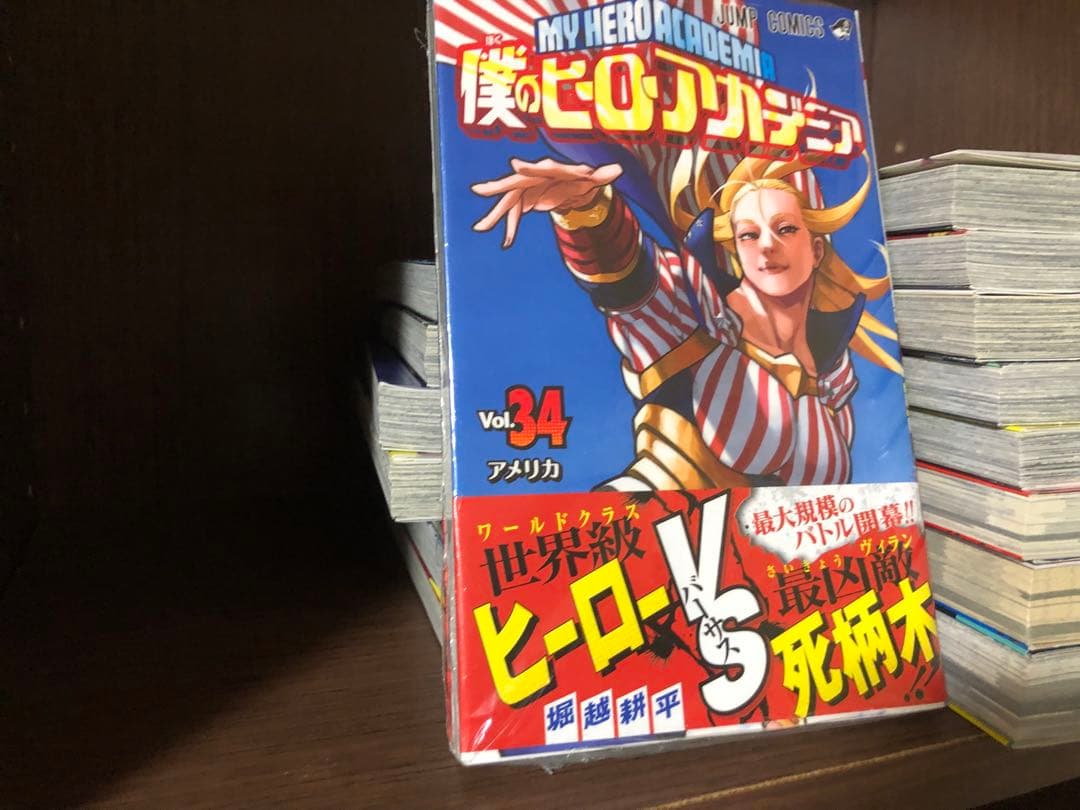 JUMP COMICS
MY HERO ACADEMIA
ぼく
僕のヒーローアカデミア
Vol.34
アメリカ
ワールドクラス
世界級
ヒーロー
VS
バーサス
最大規模の
バトル開幕!!
さいきょう ヴィラン
最凶敵
死柄木!!
堀越耕平